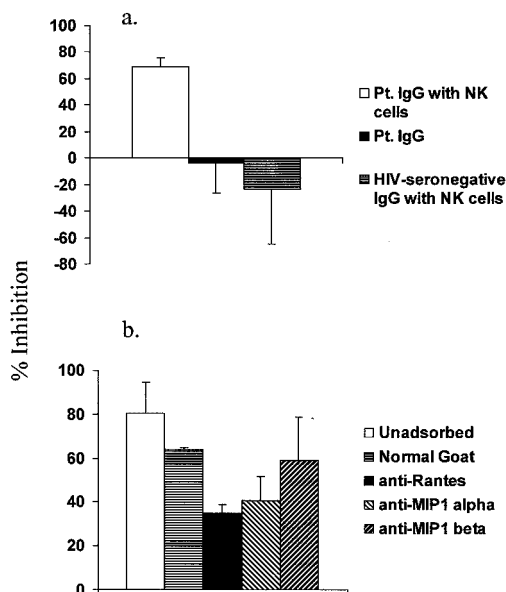 a.
100
80
60
40
20
0
-20
-40
-60
-80
Pt. IgG with NK
cells
Pt. IgG
HIV-seronegative
IgG with NK cells
% Inhibition
b.
100
80
60
40
20
0
Unadsorbed
Normal Goat
anti-Rantes
anti-MIP1 alpha
anti-MIP1 beta